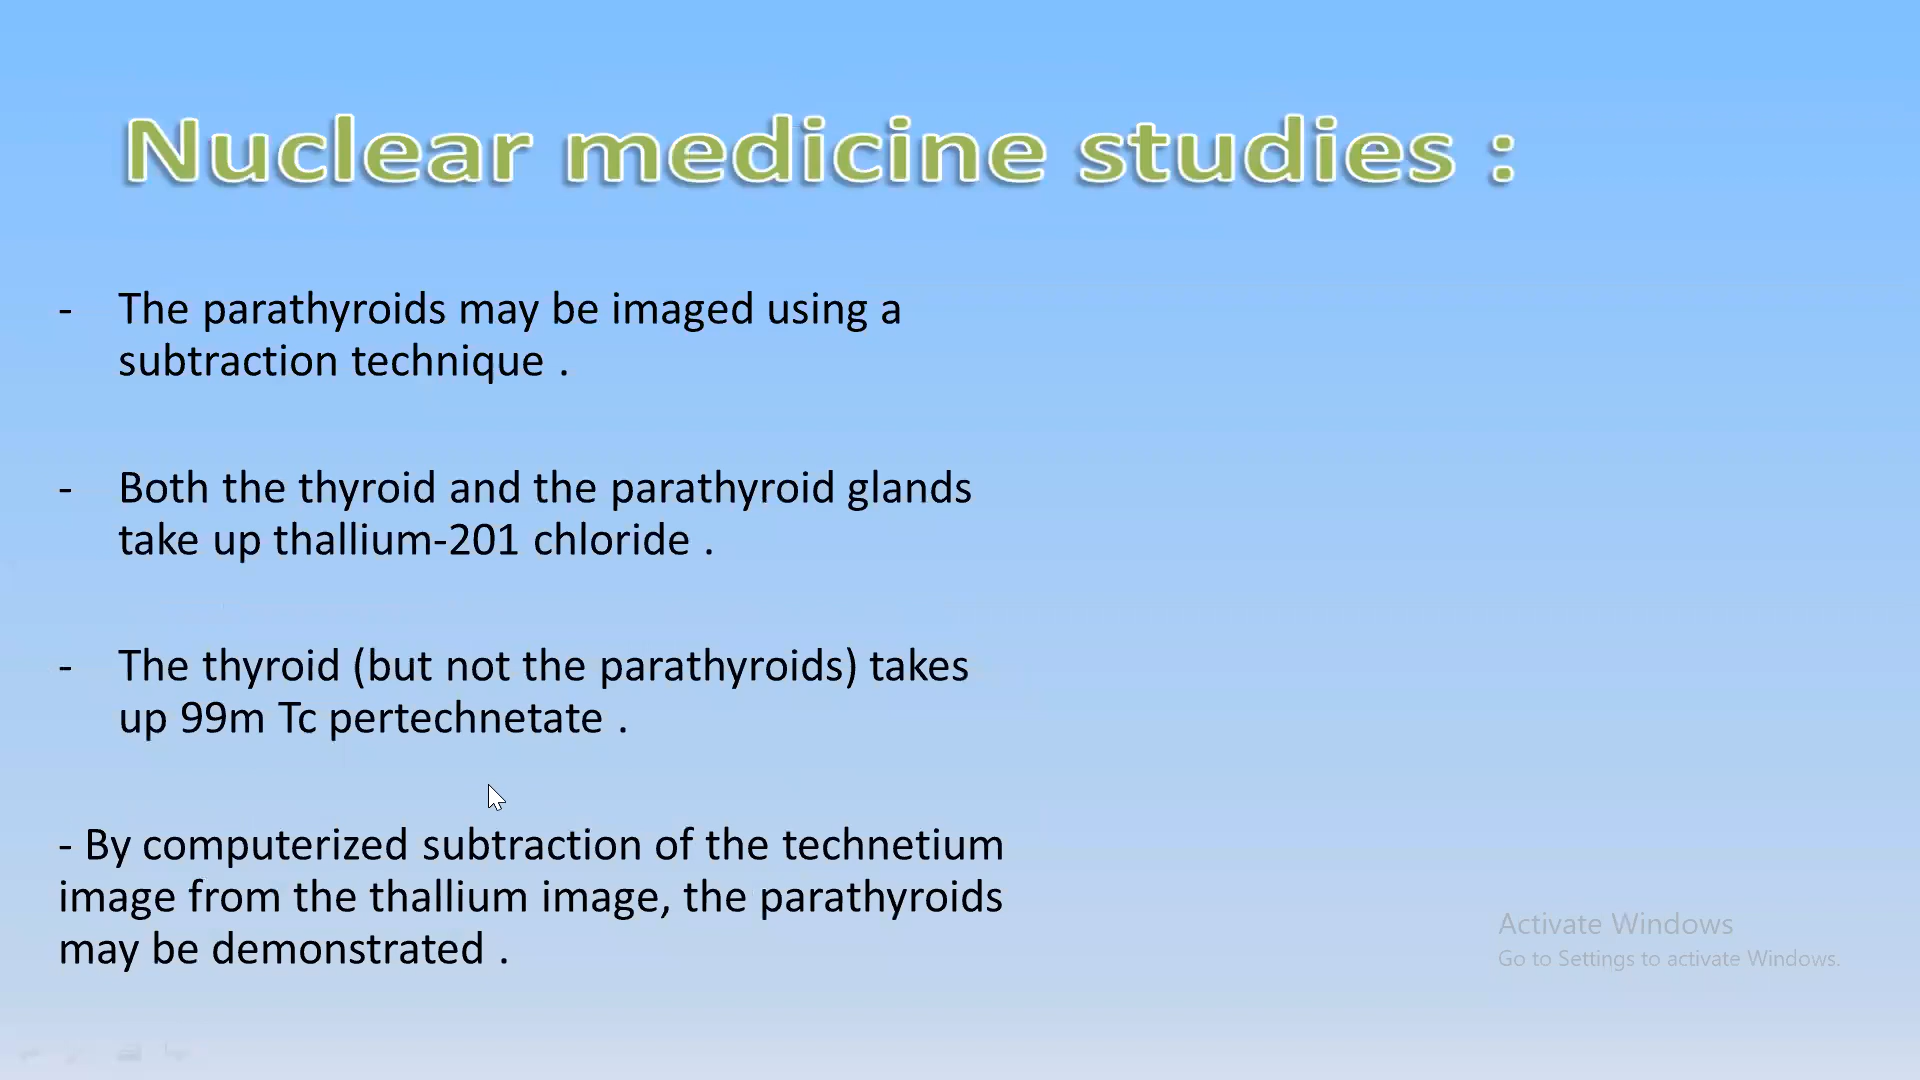 Nuclear medicine studies :
- The parathyroids may be imaged using a
subtraction technique .
- Both the thyroid and the parathyroid glands
take up thallium-201 chloride .
- The thyroid (but not the parathyroids) takes
up 99m Tc pertechnetate .
- By computerized subtraction of the technetium
image from the thallium image, the parathyroids
may be demonstrated .
Activate Windows
Go to Settings to activate Windows.